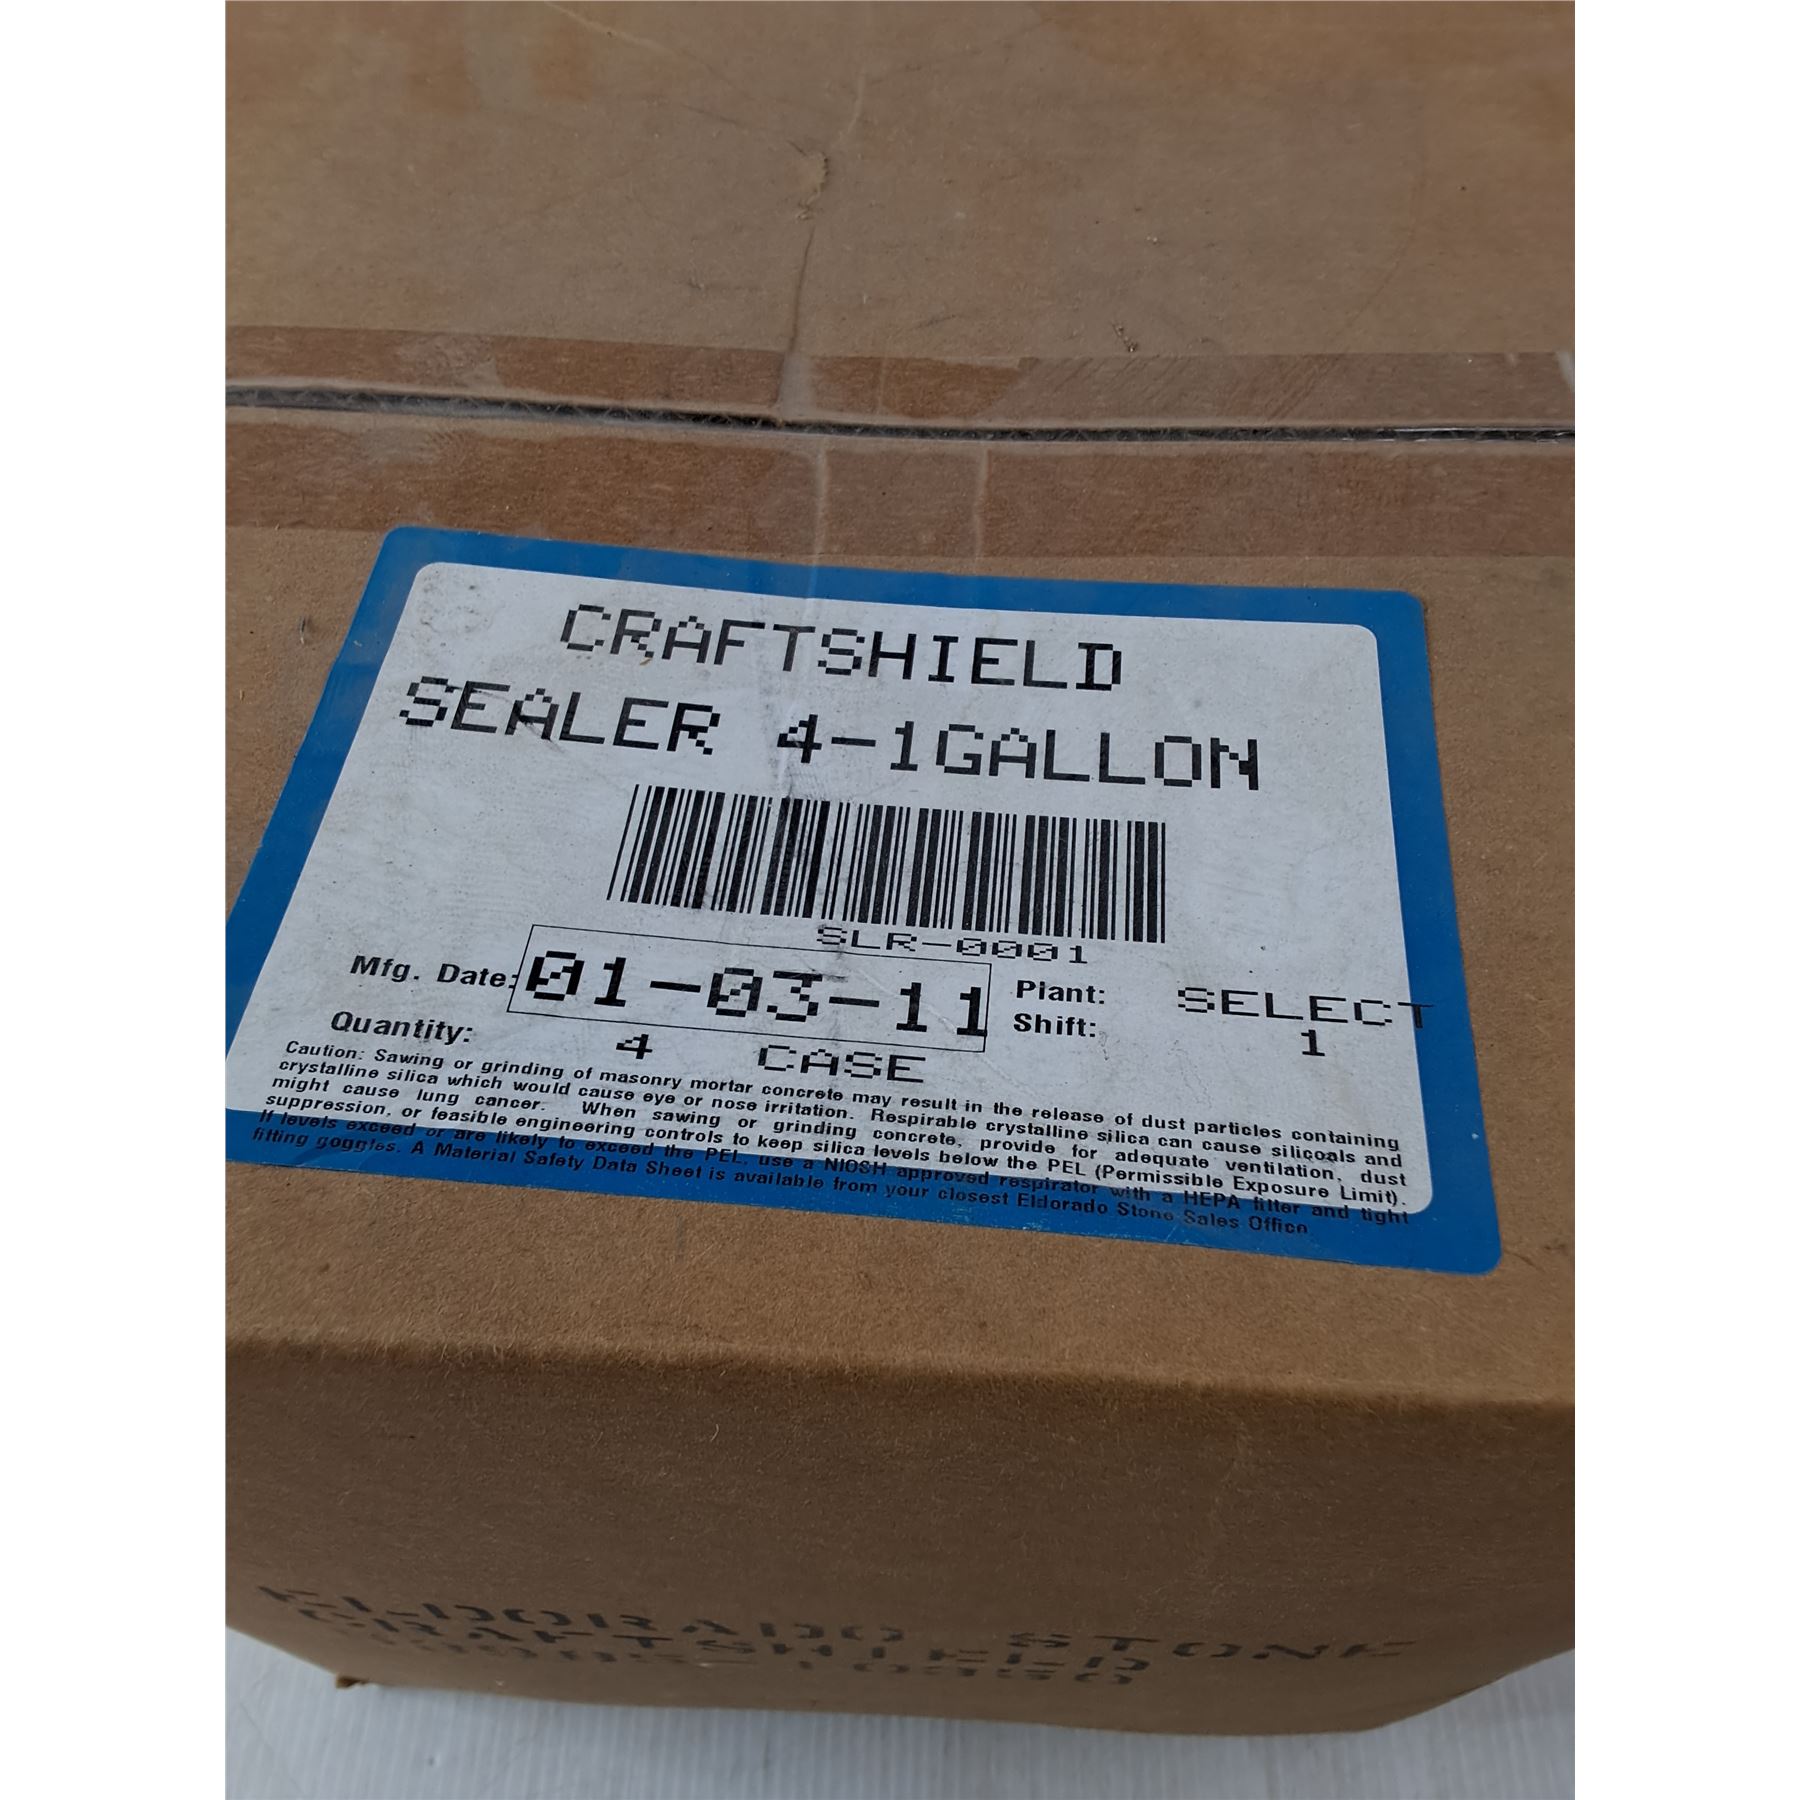 CRAFTSHIELD
SEALER 4-1GALLON
SLR-0001
Mfg. Date: 01-03-11 Plant: SELECT
Shift: 1
Quantity: 4 CASE
Caution: Sawing or grinding of masonry mortar concrete may result in the release of dust particles containing
crystalline silica which would cause eye or nose irritation. Respirable crystalline silica can cause silicoals and
might cause lung cancer. When sawing or grinding concrete, provide for adequate ventilation, dust
suppression, or feasible engineering controls to keep silica levels below the PEL (Permissible Exposure Limit).
If levels exceed or are likely to exceed the PEL, use a NIOSH approved respirator with a HEPA filter and tight
fitting goggles. A Material Safety Data Sheet is available from your closest Eldorado Stone Sales Office
ELDORADO STONE
CRAFTSHIELD